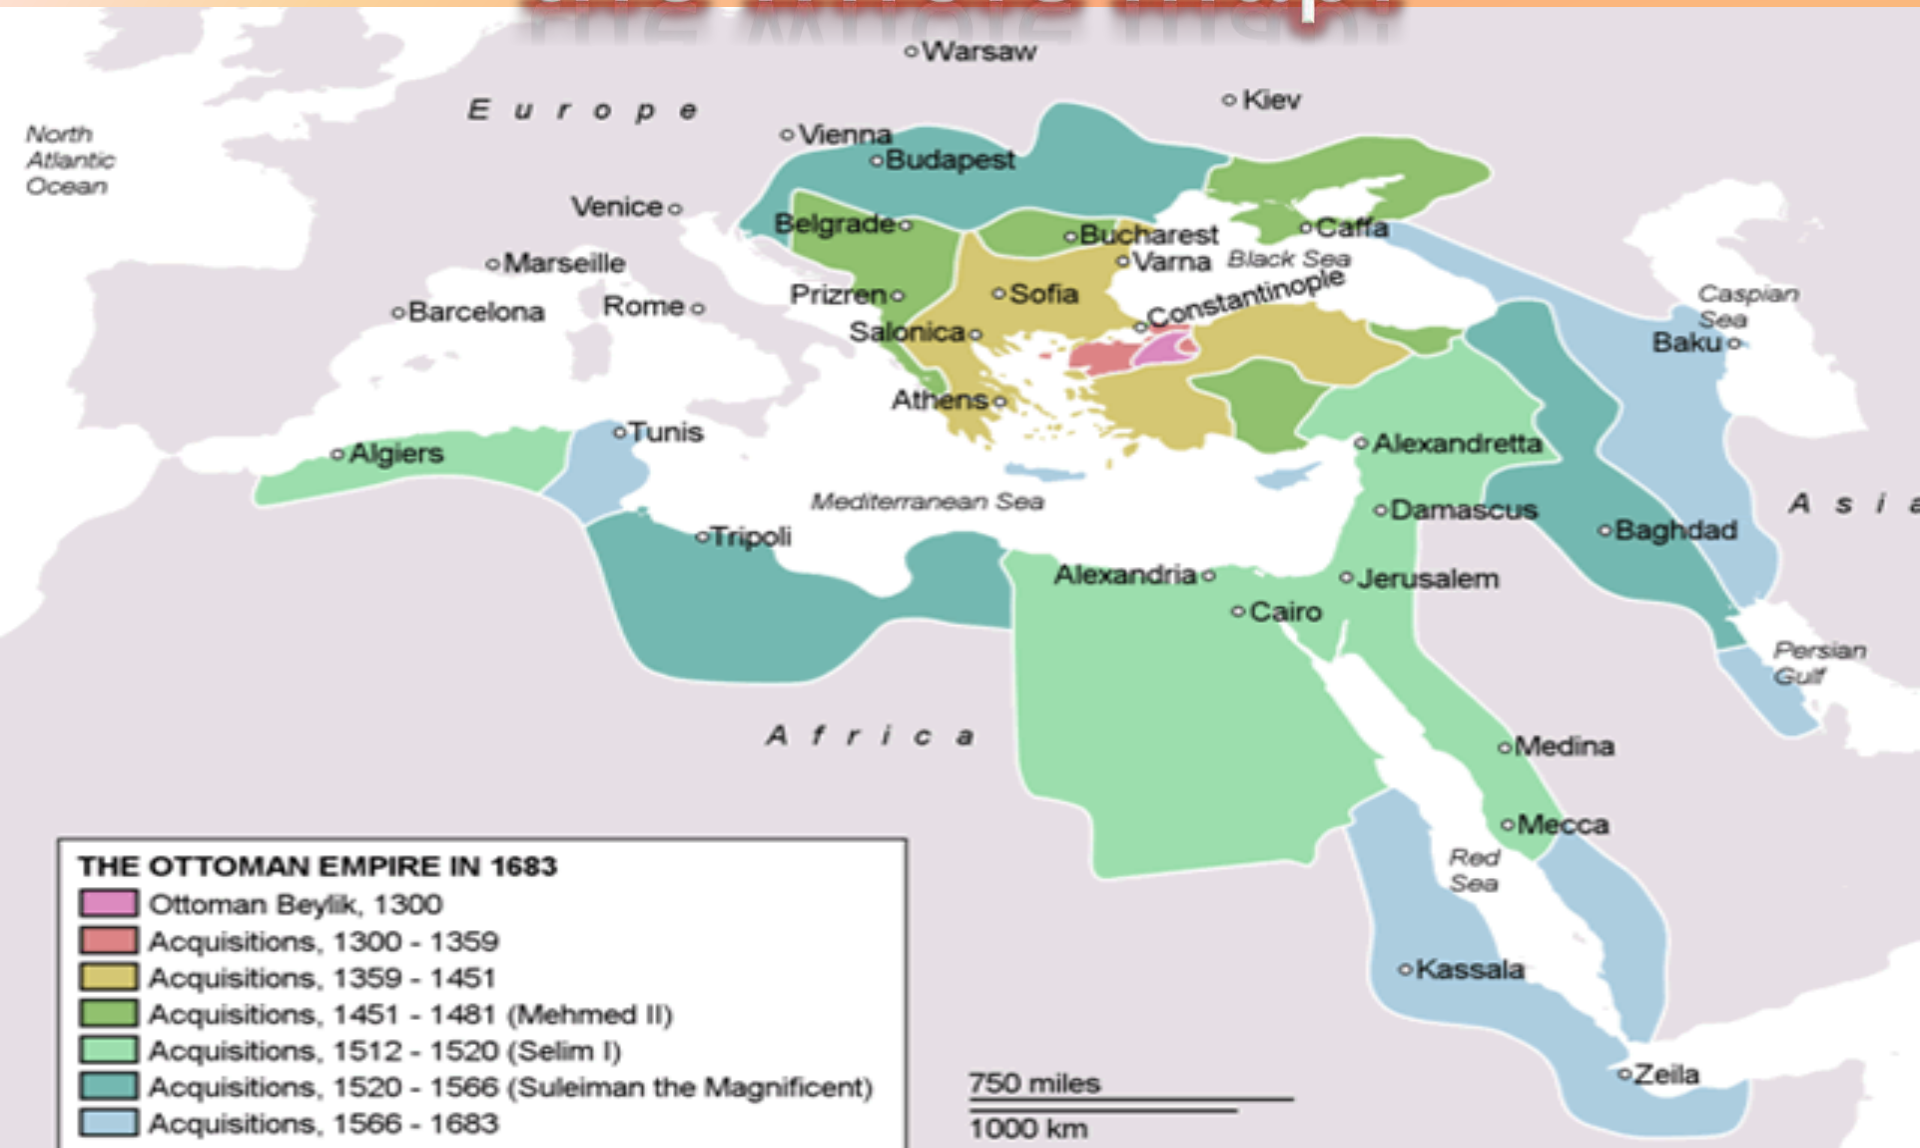 the whole map!
Warsaw
Kiev
Europe
North
Atlantic
Ocean
Vienna
Budapest
Venice
Belgrade
Bucharest
Caffa
Marseille
Varna
Black Sea
Prizren
Sofia
Constantinople
Caspian
Sea
Barcelona
Rome
Salonica
Baku
Athens
Tunis
Algiers
Alexandretta
Mediterranean Sea
Damascus
Asia
Tripoli
Baghdad
Alexandria
Jerusalem
Cairo
Persian
Gulf
Africa
Medina
Mecca
Red
Sea
Kassala
Zeila
THE OTTOMAN EMPIRE IN 1683
Ottoman Beylik, 1300
Acquisitions, 1300 - 1359
Acquisitions, 1359 - 1451
Acquisitions, 1451 - 1481 (Mehmed II)
Acquisitions, 1512 - 1520 (Selim I)
Acquisitions, 1520 - 1566 (Suleiman the Magnificent)
Acquisitions, 1566 - 1683
750 miles
1000 km